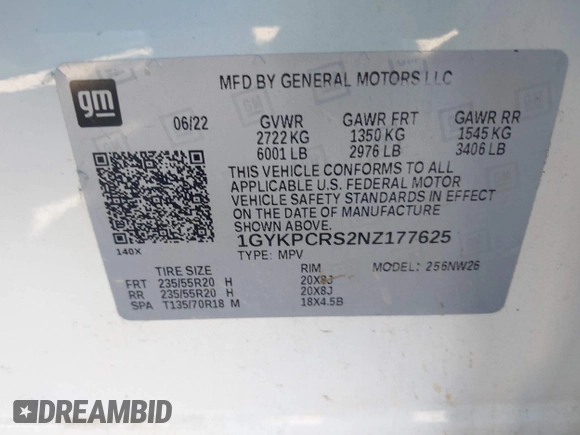 MFD BY GENERAL MOTORS LLC
gm
06/22 GVWR GAWR FRT GAWR RR
2722 KG 1350 KG 1545 KG
6001 LB 2976 LB 3406 LB
THIS VEHICLE CONFORMS TO ALL
APPLICABLE U.S. FEDERAL MOTOR
VEHICLE SAFETY STANDARDS IN EFFECT
ON THE DATE OF MANUFACTURE
SHOWN ABOVE.
140X
1GYKPCRS2NZ177625
TYPE: MPV MODEL: 256NW26
TIRE SIZE RIM
FRT 235/55R20 H 20X8J
RR 235/55R20 H 20X8J
SPA T135/70R18 M 18X4.5B
DREAMBID